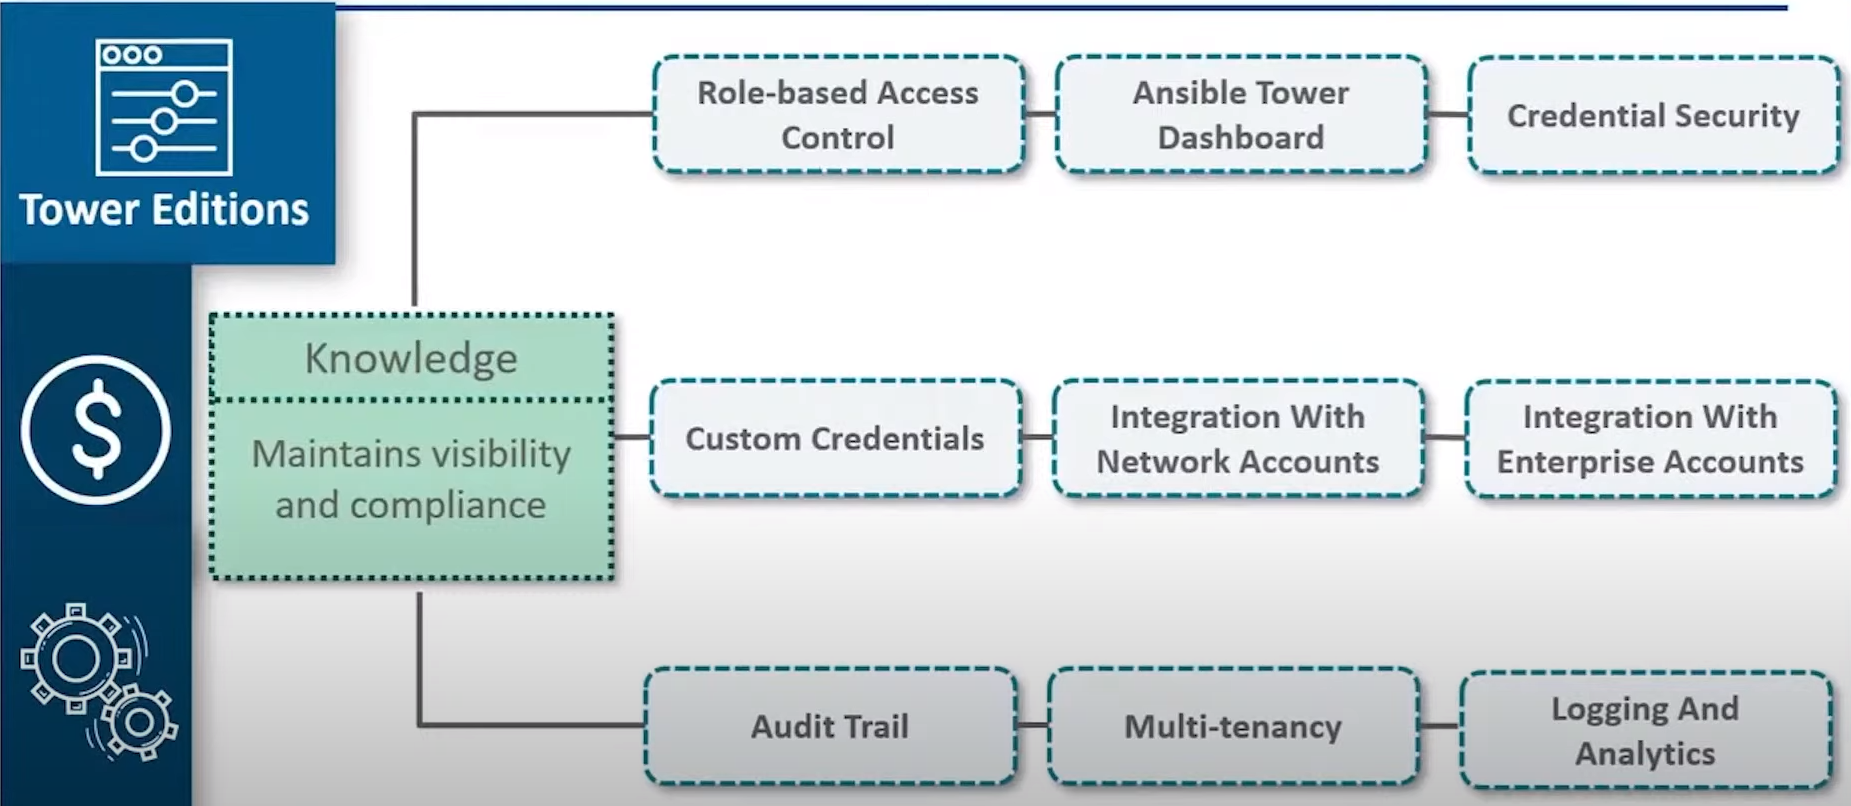 Tower Editions
Role-based Access
Control
Ansible Tower
Dashboard
Credential Security
Knowledge
Maintains visibility
and compliance
Custom Credentials
Integration With
Network Accounts
Integration With
Enterprise Accounts
Audit Trail
Multi-tenancy
Logging And
Analytics